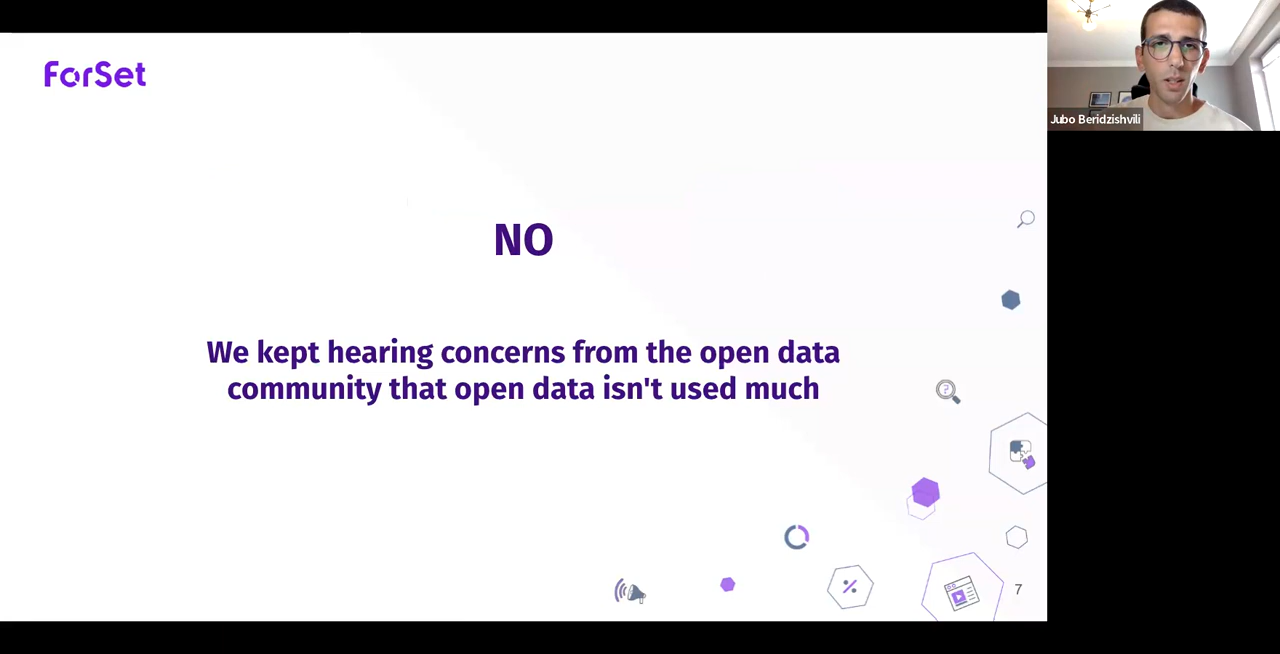 ForSet
Jubo Beridzishvili
NO
We kept hearing concerns from the open data
community that open data isn't used much
7